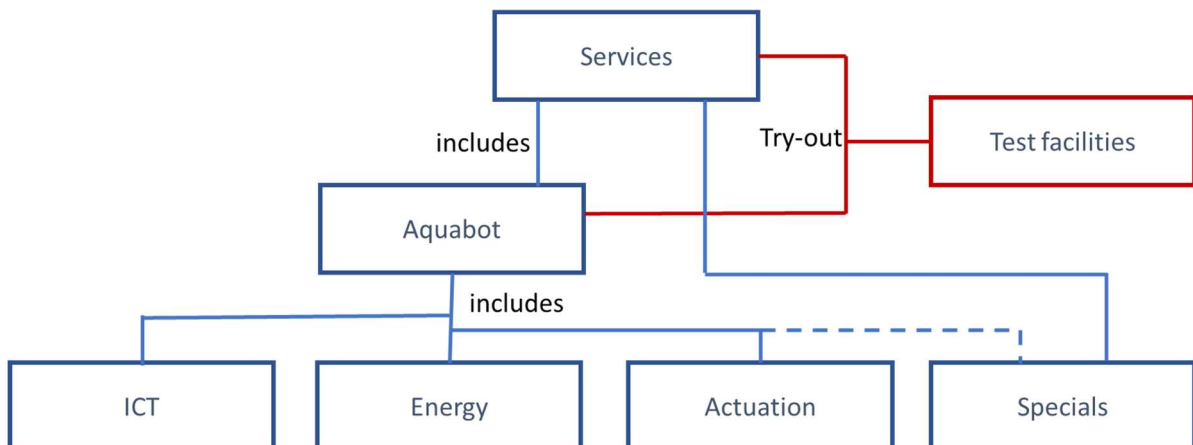 Services
includes
Try-out
Test facilities
Aquabot
includes
ICT
Energy
Actuation
Specials